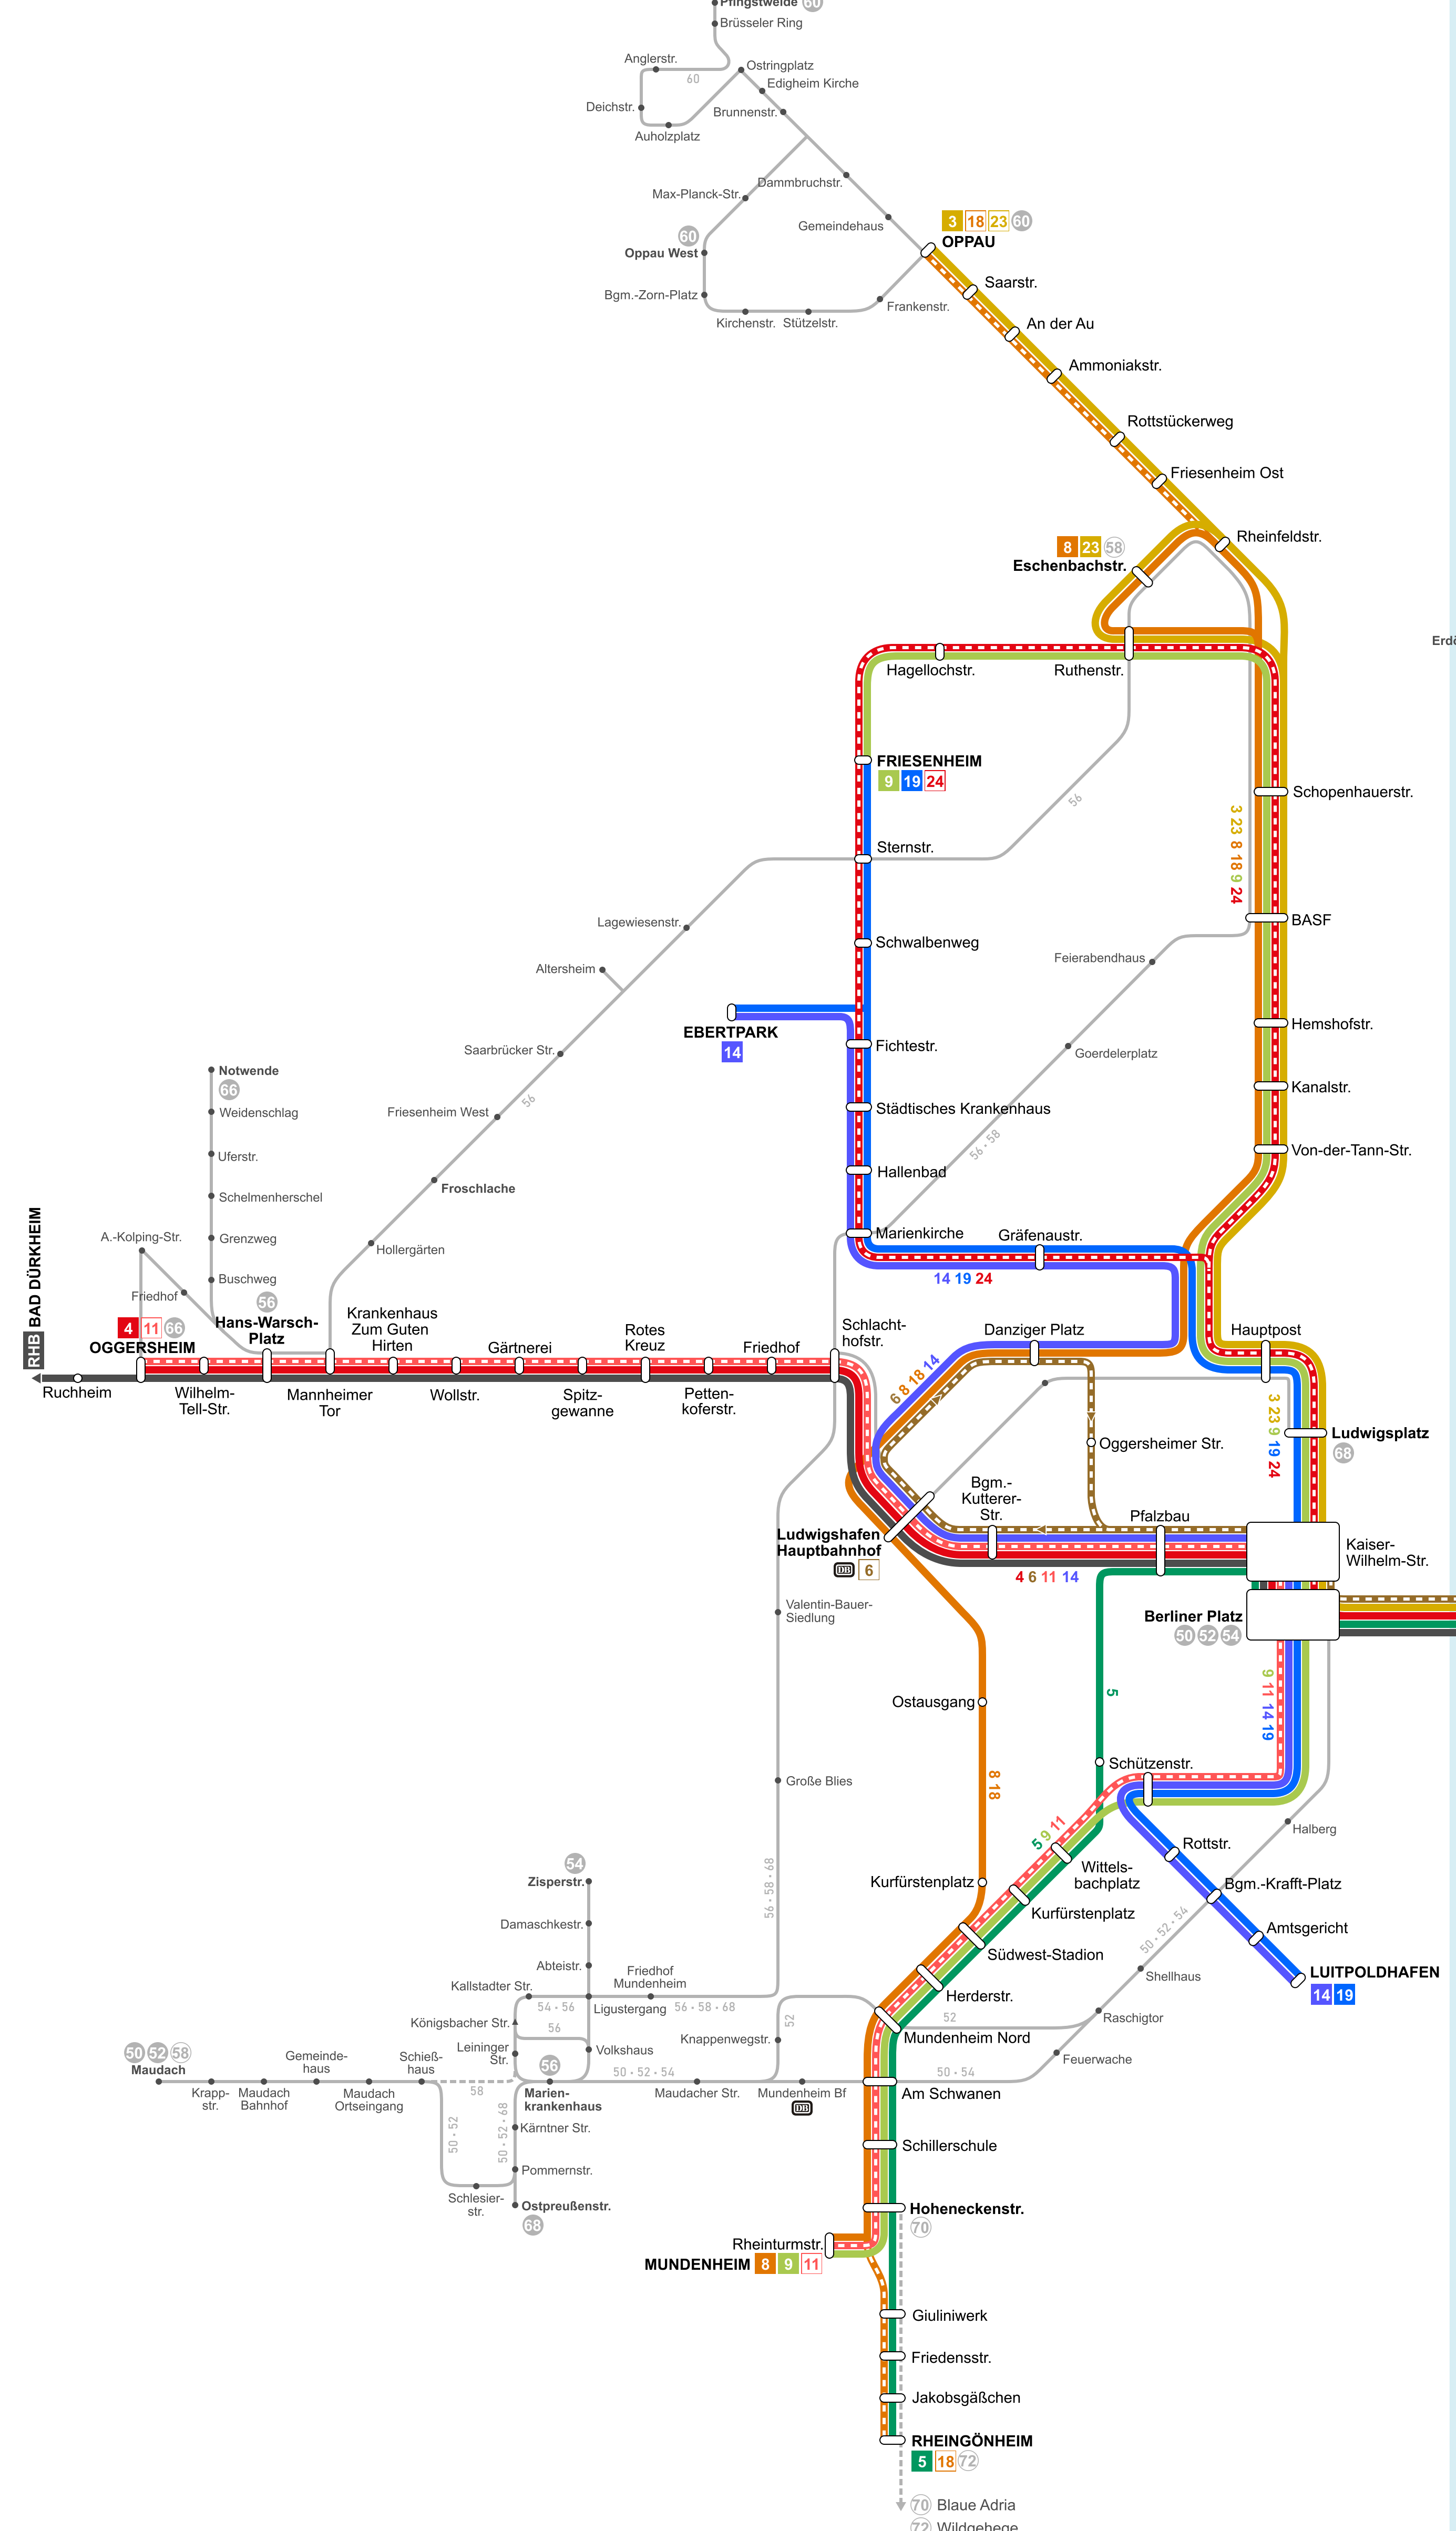 Pfingstweide 60
Brüsseler Ring
Anglerstr.
60
Ostringplatz
Edigheim Kirche
Deichstr.
Brunnenstr.
Auholzplatz
Dammbruchstr.
Max-Planck-Str.
Gemeindehaus
3 18 23 60
OPPAU
60
Oppau West
Bgm.-Zorn-Platz
Kirchenstr.
Stützelstr.
Frankenstr.
Saarstr.
An der Au
Ammoniakstr.
Rottstückerweg
Friesenheim Ost
Rheinfeldstr.
8 23 58
Eschenbachstr.
Hagellochstr.
Ruthenstr.
FRIESENHEIM
9 19 24
56
Schopenhauerstr.
3 23 8 18 9 24
Sternstr.
Lagewiesenstr.
BASF
Schwalbenweg
Feierabendhaus
Altersheim
EBERTPARK
14
Hemshofstr.
Fichtestr.
Goerdelerplatz
Saarbrücker Str.
Notwende
66
Kanalstr.
56
Weidenschlag
Friesenheim West
Städtisches Krankenhaus
56 · 58
Von-der-Tann-Str.
Uferstr.
Hallenbad
Froschlache
Schelmenherschel
A.-Kolping-Str.
Grenzweg
Hollergärten
Marienkirche
Gräfenaustr.
14 19 24
Buschweg
Friedhof
RHB BAD DÜRKHEIM
56
Hans-Warsch-
Platz
4 11 66
OGGERSHEIM
Krankenhaus
Zum Guten
Hirten
Gärtnerei
Rotes
Kreuz
Friedhof
Schlacht-
hofstr.
Danziger Platz
Hauptpost
Ruchheim
Wilhelm-
Tell-Str.
Mannheimer
Tor
Wollstr.
Spitz-
gewanne
Petten-
koferstr.
6 8 18 14
3 23 9 19 24
Ludwigsplatz
68
Oggersheimer Str.
Bgm.-
Kutterer-
Str.
Pfalzbau
Ludwigshafen
Hauptbahnhof
DB 6
4 6 11 14
Kaiser-
Wilhelm-Str.
Berliner Platz
50 52 54
Valentin-Bauer-
Siedlung
Ostausgang
5
9 11 14 19
Schützenstr.
Große Blies
8 18
Halberg
5 9 11
Rottstr.
54
Zisperstr.
56 · 58 · 68
Kurfürstenplatz
Wittels-
bachplatz
Bgm.-Krafft-Platz
Kurfürstenplatz
Damaschkestr.
50 · 52 · 54
Amtsgericht
Südwest-Stadion
Abteistr.
Friedhof
Mundenheim
Shellhaus
LUITPOLDHAFEN
14 19
Kallstadter Str.
Herderstr.
54 · 56
Ligustergang
56 · 58 · 68
52
Raschigtor
Königsbacher Str.
56
52
Knappenwegstr.
Mundenheim Nord
Leininger
Str.
Volkshaus
Feuerwache
50 52 58
Maudach
Gemeinde-
haus
Schieß-
haus
56
50 · 52 · 54
50 · 54
Krapp-
str.
Maudach
Bahnhof
Maudach
Ortseingang
58
Marien-
krankenhaus
Maudacher Str.
Mundenheim Bf
DB
Am Schwanen
50 · 52
50 · 52 · 68
Kärntner Str.
Schillerschule
Pommernstr.
Schlesier-
str.
Ostpreußenstr.
68
Hoheneckenstr.
70
Rheinturmstr.
MUNDENHEIM 8 9 11
Giuliniwerk
Friedensstr.
Jakobsgäßchen
RHEINGÖNHEIM
5 18 72
70 Blaue Adria
72 Wildgehege